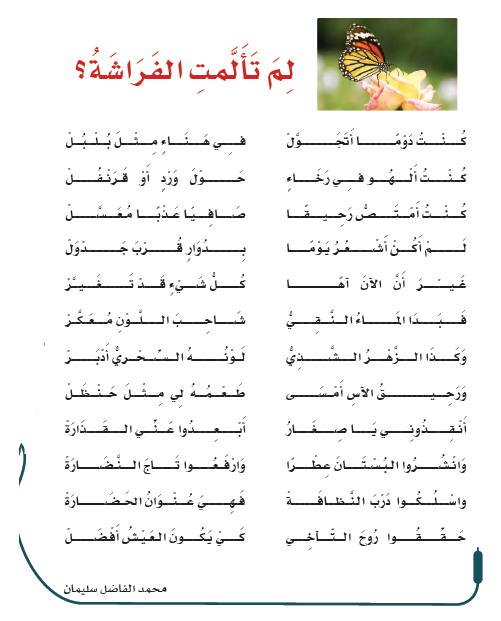 لِمَ تَأَلَّمتِ الفَرَاشَةُ؟
كُنْتُ دَوْمًا أَتَجَوَّلْ فِي هَنَاءٍ مِثْلَ بُلْبُلْ
كُنْتُ أَلْهُو فِي رَخَاءٍ حَوْلَ وَرْدٍ أَوْ قَرَنْفُلْ
كُنْتُ أَمْتَصُّ رَحِيقًا صَافِيًا عَذْبًا مُعَسَّلْ
لَمْ أَكُنْ أَشْعُرُ يَوْمًا بِدُوَارٍ قُرْبَ جَدْوَلْ
غَيْرَ أَنَّ الآنَ آهًا كُلُّ شَيْءٍ قَدْ تَغَيَّرْ
فَبَدَا المَاءُ النَّقِيُّ شَاحِبَ اللَّوْنِ مُعَكَّرْ
وَكَذَا الزَّهْرُ الشَّذِيُّ لَوْنُهُ السِّحْرِيُّ أَدْبَرْ
وَرَحِيقُ الآسِ أَمْسَى طَعْمُهُ لِي مِثْلَ حَنْظَلْ
أَنْقِذُونِي يَا صِغَارُ أَبْعِدُوا عَنِّي القَذَارَةْ
وَانْشُرُوا البُسْتَانَ عِطْرًا وَارْفَعُوا تَاجَ النَّضَارَةْ
واسْلُكُوا دَرْبَ النَّظَافَةْ فَهِيَ عُنْوَانُ الحَضَارَةْ
حَقِّقُوا رُوحَ التَّآخِي كَيْ يَكُونَ العَيْشُ أَفْضَلْ
محمد الفاضل سليمان